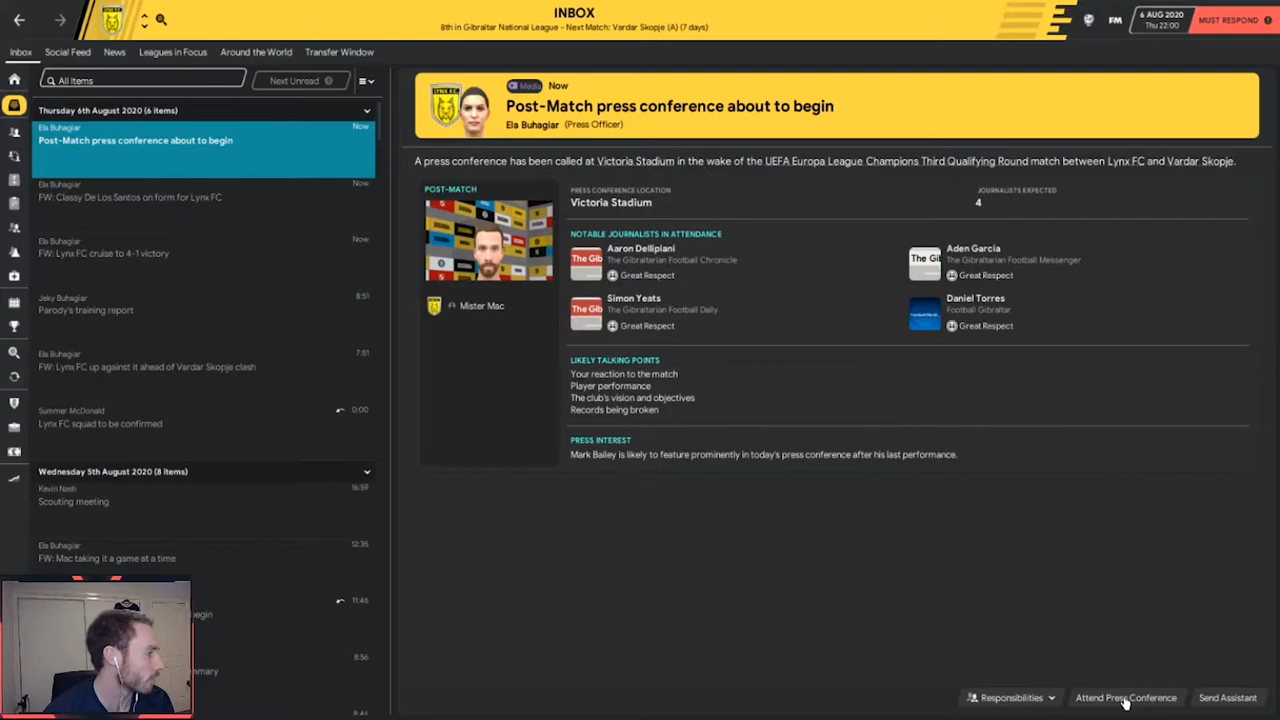 INBOX
8th in Gibraltar National League - Next Match: Vardar Skopje (A) (7 days)
FM
6 AUG 2020
Thu 22:00
MUST RESPOND
Inbox Social Feed News Leagues in Focus Around the World Transfer Window
All Items
Next Unread
Thursday 6th August 2020 (6 items)
Ela Buhagiar Now
Post-Match press conference about to begin
Ela Buhagiar Now
FW: Classy De Los Santos on form for Lynx FC
Ela Buhagiar Now
FW: Lynx FC cruise to 4-1 victory
Jeky Buhagiar 8:51
Parody's training report
Ela Buhagiar 7:51
FW: Lynx FC up against it ahead of Vardar Skopje clash
Summer McDonald 0:00
Lynx FC squad to be confirmed
Wednesday 5th August 2020 (8 items)
Kevin Nash 16:59
Scouting meeting
Ela Buhagiar 12:35
FW: Mac taking it a game at a time
11:46
egin
8:56
mmary
LYNX F.C.
Media Now
Post-Match press conference about to begin
Ela Buhagiar (Press Officer)
A press conference has been called at Victoria Stadium in the wake of the UEFA Europa League Champions Third Qualifying Round match between Lynx FC and Vardar Skopje.
POST-MATCH
Mister Mac
PRESS CONFERENCE LOCATION
Victoria Stadium
JOURNALISTS EXPECTED
4
NOTABLE JOURNALISTS IN ATTENDANCE
The Gib
Aaron Dellipiani
The Gibraltarian Football Chronicle
Great Respect
The Gib
Aden Garcia
The Gibraltarian Football Messenger
Great Respect
The Gib
Simon Yeats
The Gibraltarian Football Daily
Great Respect
Daniel Torres
Football Gibraltar
Great Respect
LIKELY TALKING POINTS
Your reaction to the match
Player performance
The club's vision and objectives
Records being broken
PRESS INTEREST
Mark Bailey is likely to feature prominently in today's press conference after his last performance.
Responsibilities Attend Press Conference Send Assistant